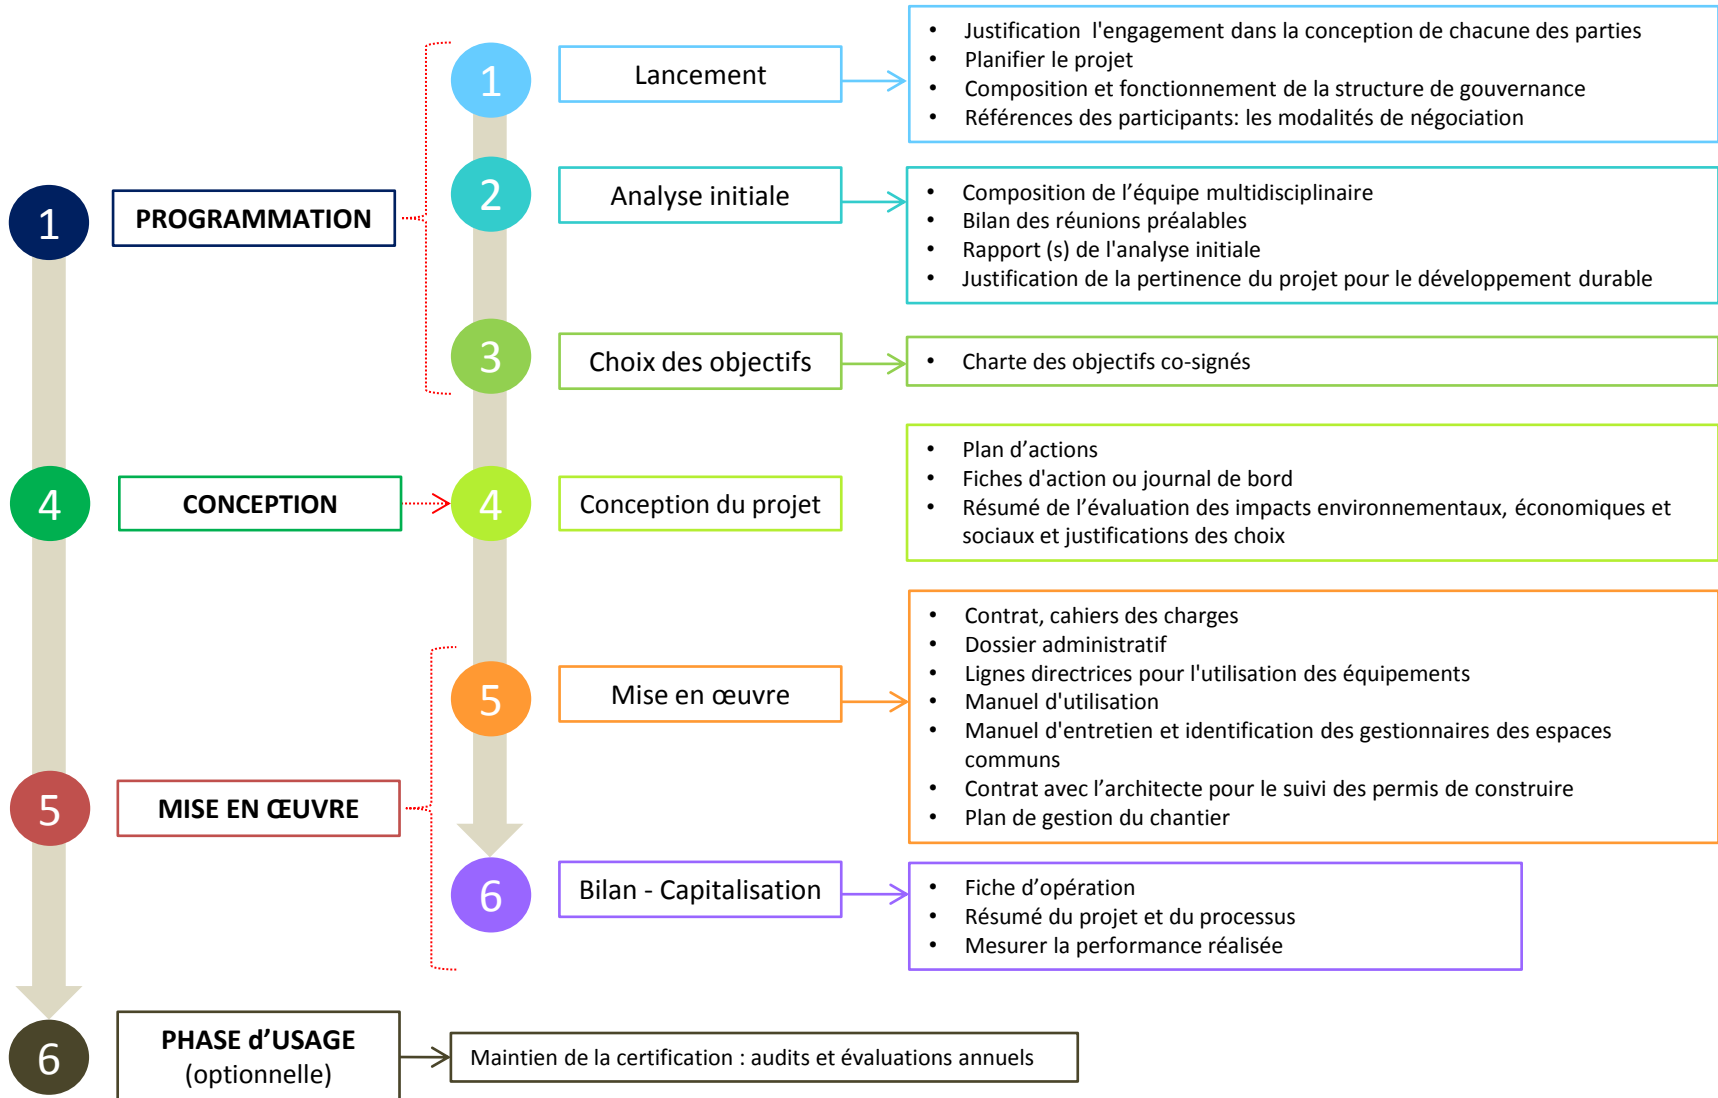 1
Lancement
• Justification  l'engagement dans la conception de chacune des parties
• Planifier le projet
• Composition et fonctionnement de la structure de gouvernance
• Références des participants: les modalités de négociation
1
PROGRAMMATION
2
Analyse initiale
• Composition de l’équipe multidisciplinaire
• Bilan des réunions préalables
• Rapport (s) de l'analyse initiale
• Justification de la pertinence du projet pour le développement durable
3
Choix des objectifs
• Charte des objectifs co-signés
4
CONCEPTION
4
Conception du projet
• Plan d’actions
• Fiches d'action ou journal de bord
• Résumé de l’évaluation des impacts environnementaux, économiques et
sociaux et justifications des choix
5
MISE EN ŒUVRE
5
Mise en œuvre
• Contrat, cahiers des charges
• Dossier administratif
• Lignes directrices pour l'utilisation des équipements
• Manuel d'utilisation
• Manuel d'entretien et identification des gestionnaires des espaces
communs
• Contrat avec l’architecte pour le suivi des permis de construire
• Plan de gestion du chantier
6
Bilan - Capitalisation
• Fiche d’opération
• Résumé du projet et du processus
• Mesurer la performance réalisée
6
PHASE d’USAGE
(optionnelle)
Maintien de la certification : audits et évaluations annuels